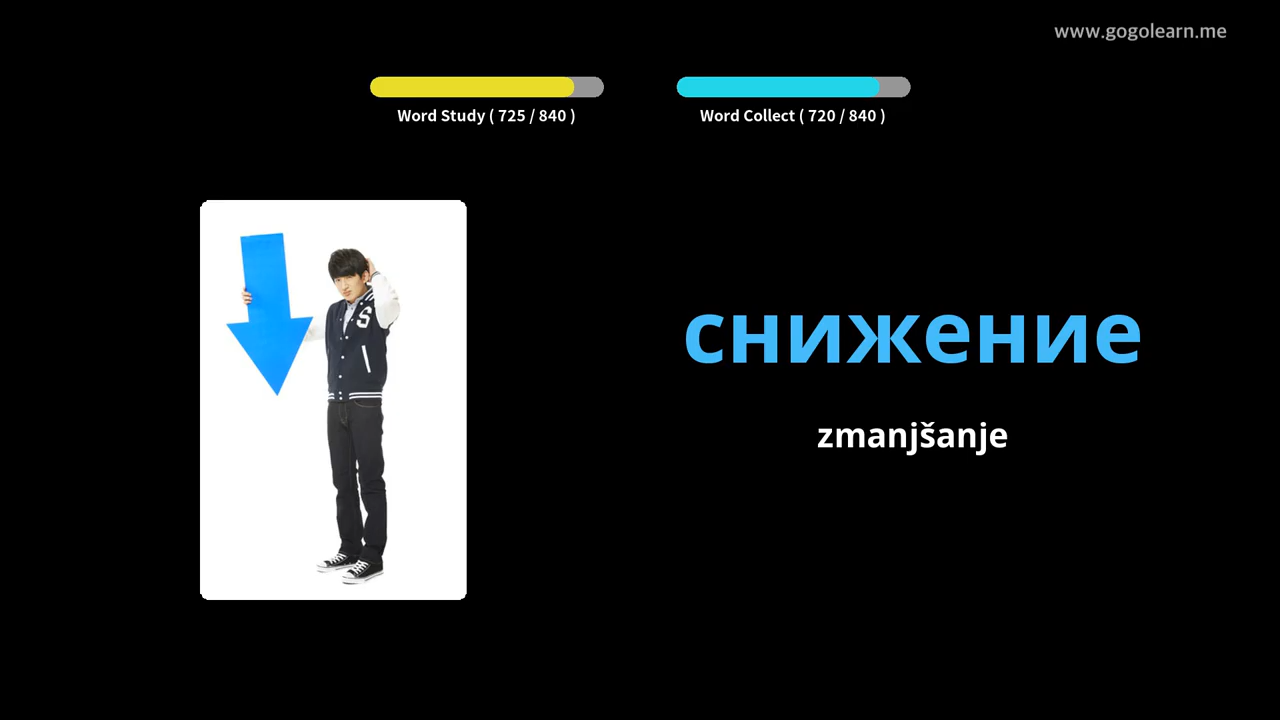 www.gogolearn.me
Word Study ( 725 / 840 )
Word Collect ( 720 / 840 )
S
снижение
zmanjšanje